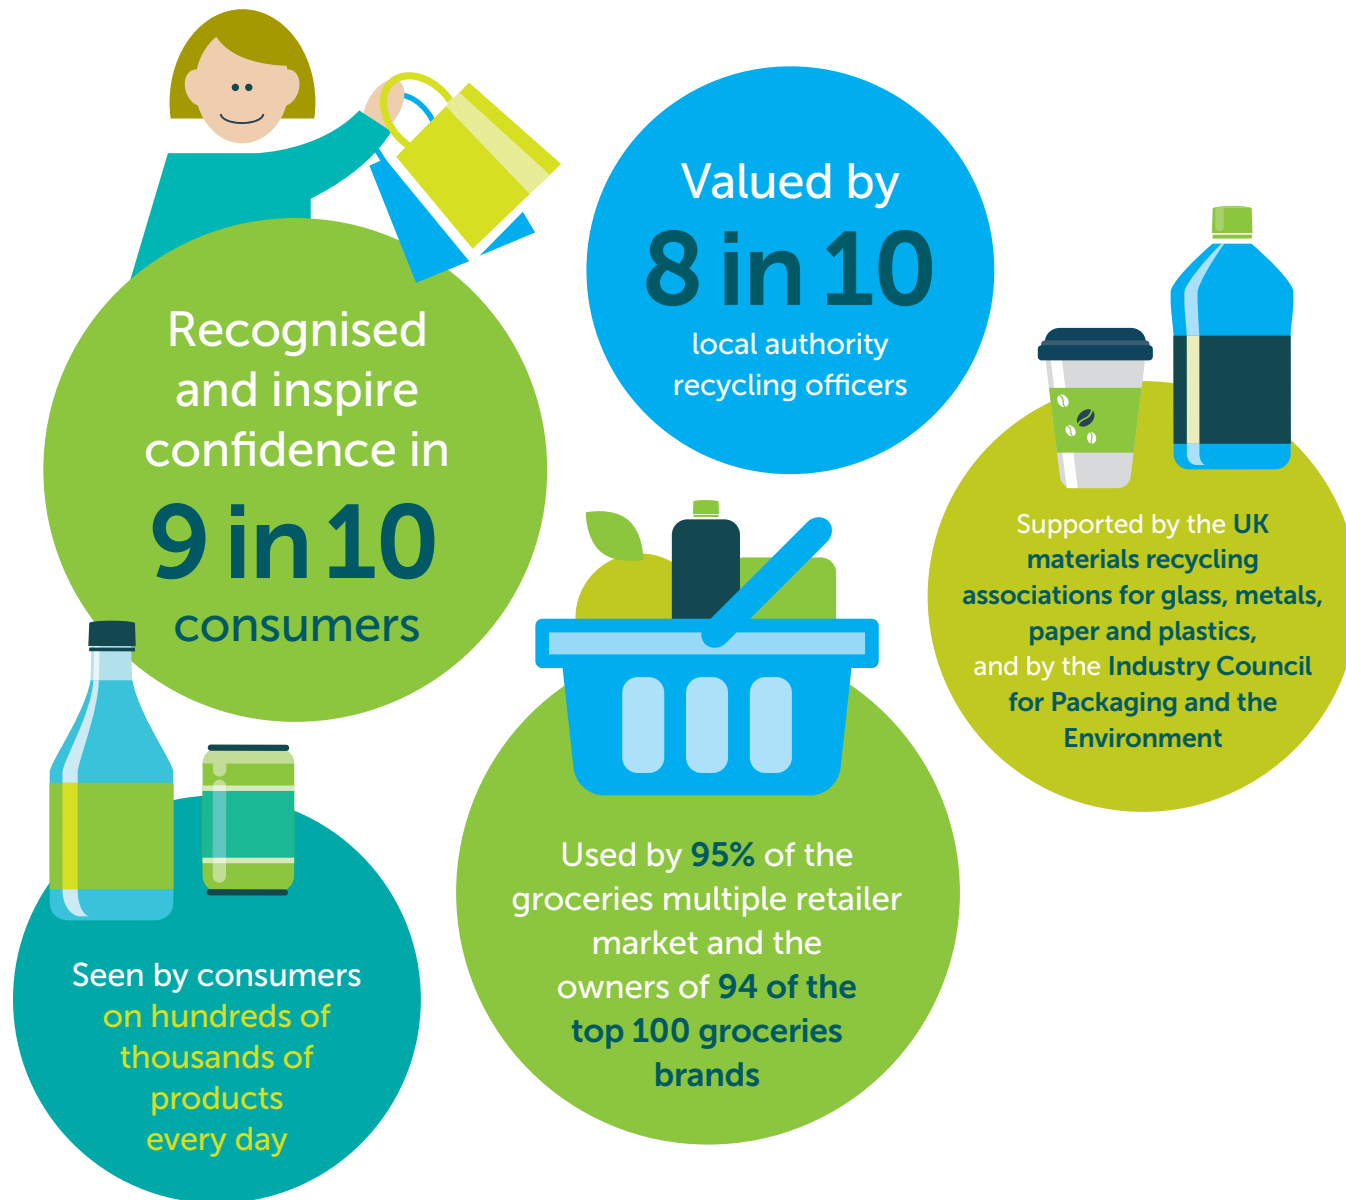 Recognised
and inspire
confidence in
9 in 10
consumers
Valued by
8 in 10
local authority
recycling officers
Supported by the UK
materials recycling
associations for glass, metals,
paper and plastics,
and by the Industry Council
for Packaging and the
Environment
Seen by consumers
on hundreds of
thousands of
products
every day
Used by 95% of the
groceries multiple retailer
market and the
owners of 94 of the
top 100 groceries
brands